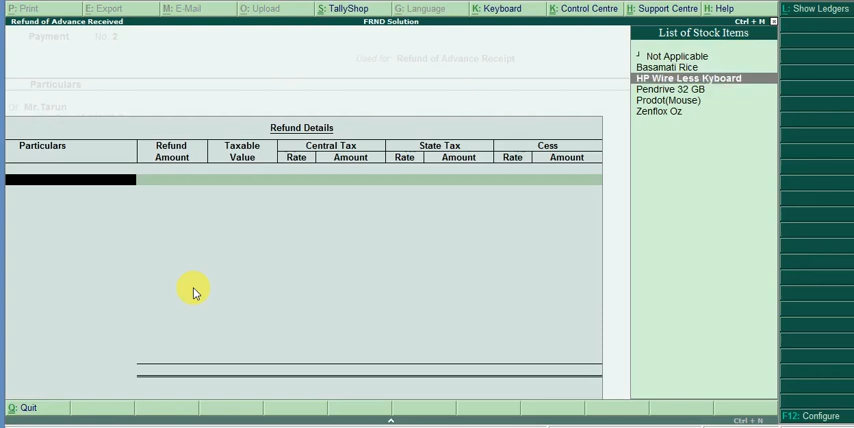 P: Print E: Export M: E-Mail O: Upload S: TallyShop G: Language K: Keyboard K: Control Centre H: Support Centre H: Help L: Show Ledgers
Refund of Advance Received FRND Solution Ctrl + M
Payment No. 2
Used for: Refund of Advance Receipt
Particulars
Mr.Tarun
List of Stock Items
Not Applicable
Basamati Rice
HP Wire Less Kyboard
Pendrive 32 GB
Prodot(Mouse)
Zenflox Oz
Refund Details
Particulars Refund Amount Taxable Value Central Tax State Tax Cess
Rate Amount Rate Amount Rate Amount
Q: Quit
F12: Configure
Ctrl + N